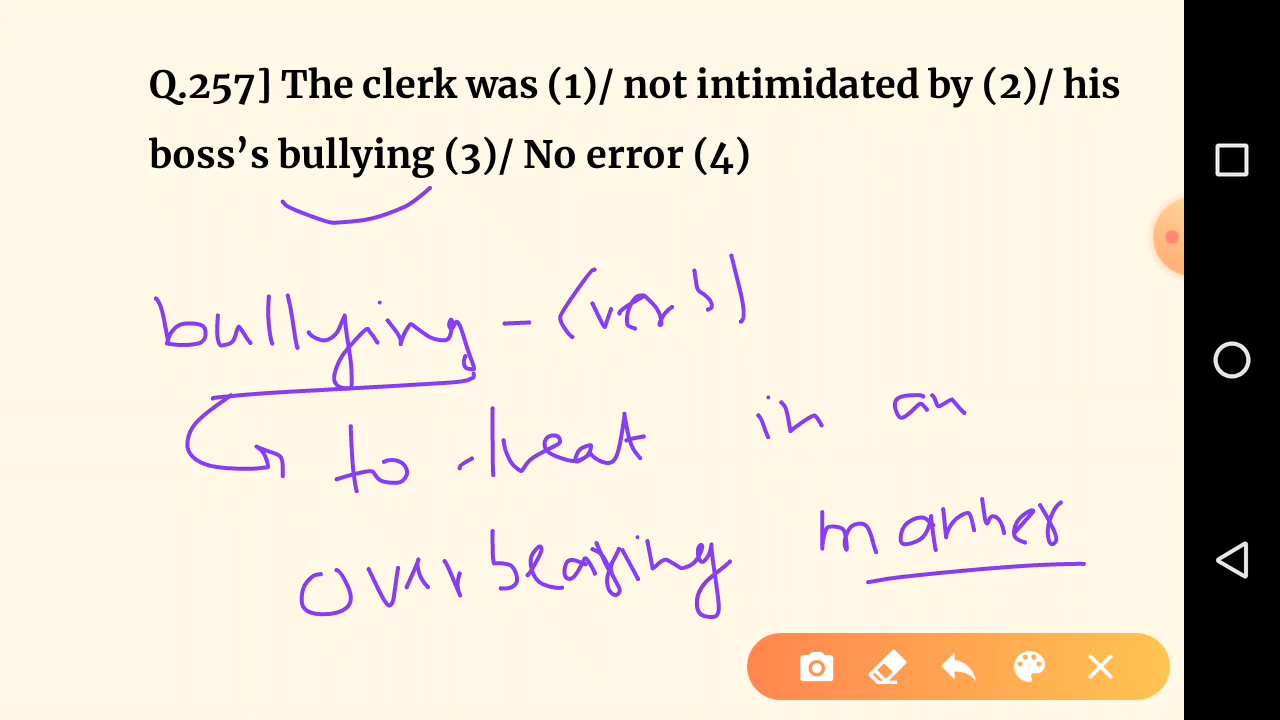 Q.257] The clerk was (1)/ not intimidated by (2)/ his
boss’s bullying (3)/ No error (4)
bullying - (verb)
to treat in an
overbearing manner